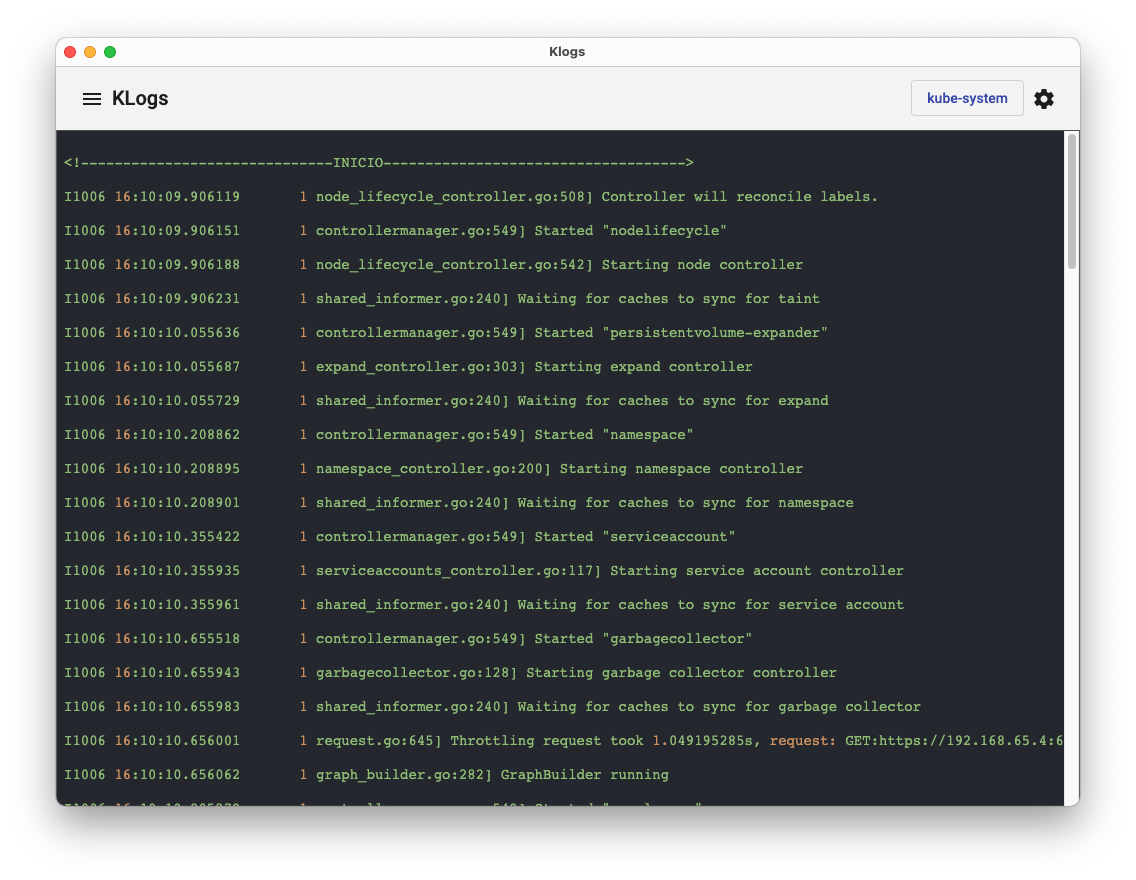 Klogs
KLogs
kube-system
<!------------------------------INICIO------------------------------------>
I1006 16:10:09.906119       1 node_lifecycle_controller.go:508] Controller will reconcile labels.
I1006 16:10:09.906151       1 controllermanager.go:549] Started "nodelifecycle"
I1006 16:10:09.906188       1 node_lifecycle_controller.go:542] Starting node controller
I1006 16:10:09.906231       1 shared_informer.go:240] Waiting for caches to sync for taint
I1006 16:10:10.055636       1 controllermanager.go:549] Started "persistentvolume-expander"
I1006 16:10:10.055687       1 expand_controller.go:303] Starting expand controller
I1006 16:10:10.055729       1 shared_informer.go:240] Waiting for caches to sync for expand
I1006 16:10:10.208862       1 controllermanager.go:549] Started "namespace"
I1006 16:10:10.208895       1 namespace_controller.go:200] Starting namespace controller
I1006 16:10:10.208901       1 shared_informer.go:240] Waiting for caches to sync for namespace
I1006 16:10:10.355422       1 controllermanager.go:549] Started "serviceaccount"
I1006 16:10:10.355935       1 serviceaccounts_controller.go:117] Starting service account controller
I1006 16:10:10.355961       1 shared_informer.go:240] Waiting for caches to sync for service account
I1006 16:10:10.655518       1 controllermanager.go:549] Started "garbagecollector"
I1006 16:10:10.655943       1 garbagecollector.go:128] Starting garbage collector controller
I1006 16:10:10.655983       1 shared_informer.go:240] Waiting for caches to sync for garbage collector
I1006 16:10:10.656001       1 request.go:645] Throttling request took 1.049195285s, request: GET:https://192.168.65.4:6
I1006 16:10:10.656062       1 graph_builder.go:282] GraphBuilder running